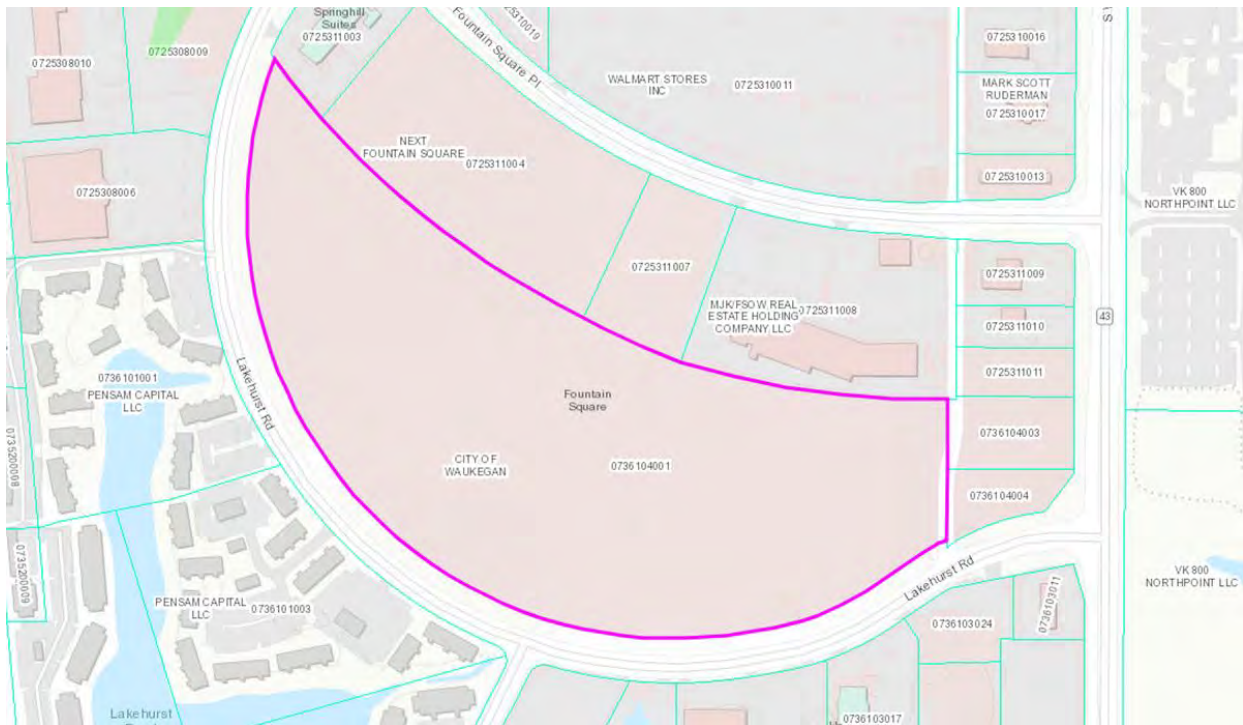 Springhill
Suites
0725311003
0725308010
0725308009
Fountain Square Pl
0725310019
WALMART STORES
INC
0725310011
0725310016
MARK SCOTT
RUDERMAN
0725310017
0725310013
NEXT
FOUNTAIN SQUARE
0725311004
0725308006
VK 800
NORTHPOINT LLC
0725311007
0725311009
MJK/FSOW REAL
ESTATE HOLDING
COMPANY LLC
0725311008
0725311010
43
0725311011
Lakehurst Rd
0736101001
PENSAM CAPITAL
LLC
Fountain
Square
0735200008
0736104003
CITY OF
WAUKEGAN
0736104001
0736104004
0735200009
Lakehurst Rd
VK 800
NORTHPOINT LLC
PENSAM CAPITAL
LLC
0736101003
0736103011
0736103024
Lakehurst
0736103017